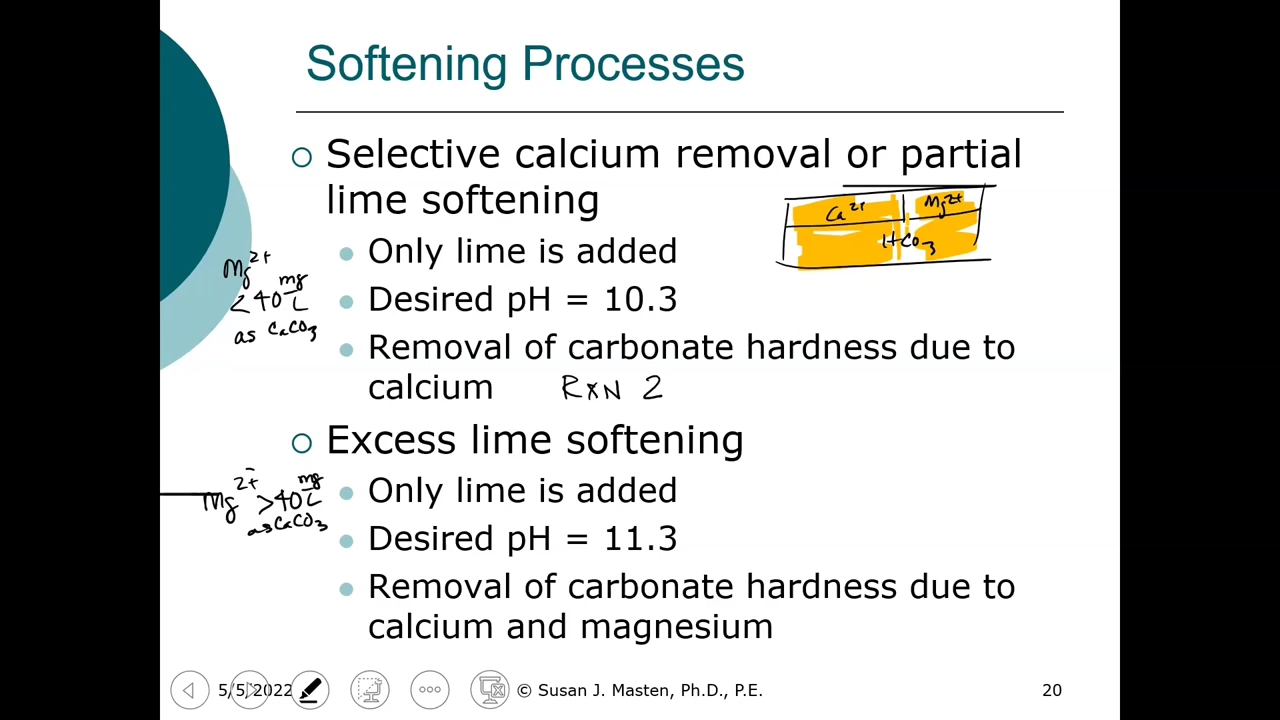 Softening Processes
Selective calcium removal or partial
lime softening
Ca2+ Mg2+
HCO3
Only lime is added
Mg2+
<40 mg/L
as CaCO3
Desired pH = 10.3
Removal of carbonate hardness due to
calcium RXN 2
Excess lime softening
Mg2+ >40 mg/L
as CaCO3
Only lime is added
Desired pH = 11.3
Removal of carbonate hardness due to
calcium and magnesium
5/5/2022 © Susan J. Masten, Ph.D., P.E. 20